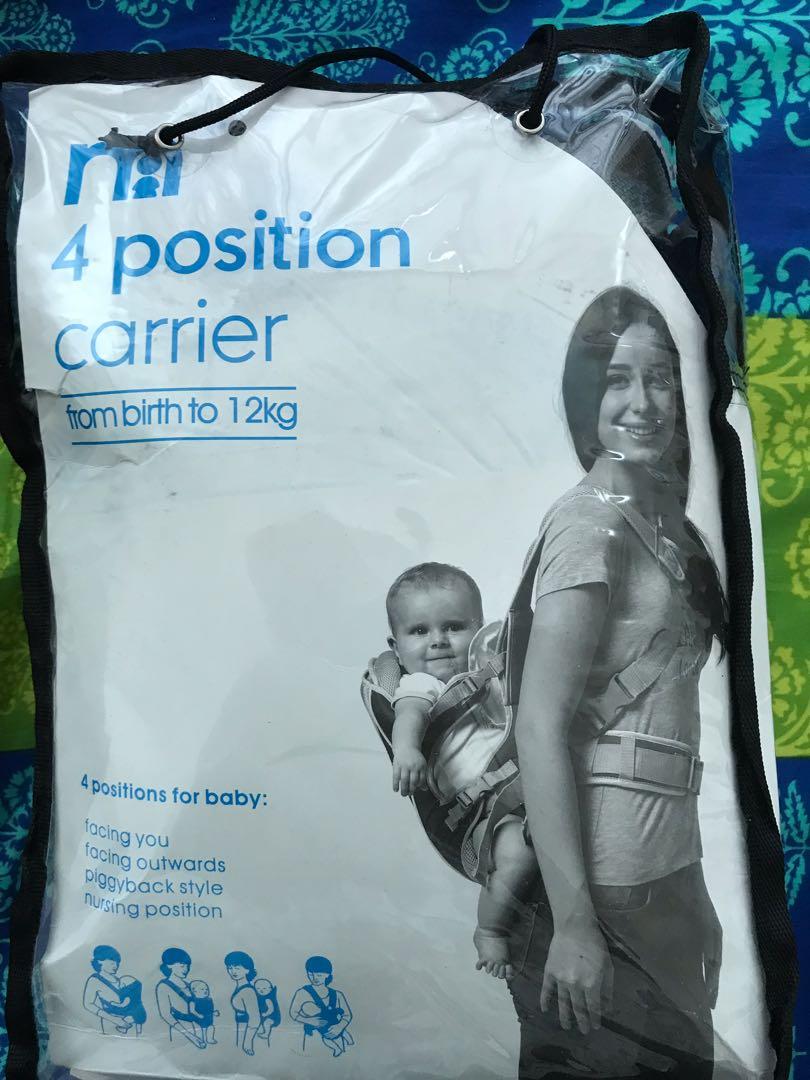 4 position
carrier
from birth to 12kg
4 positions for baby:
facing you
facing outwards
piggyback style
nursing position